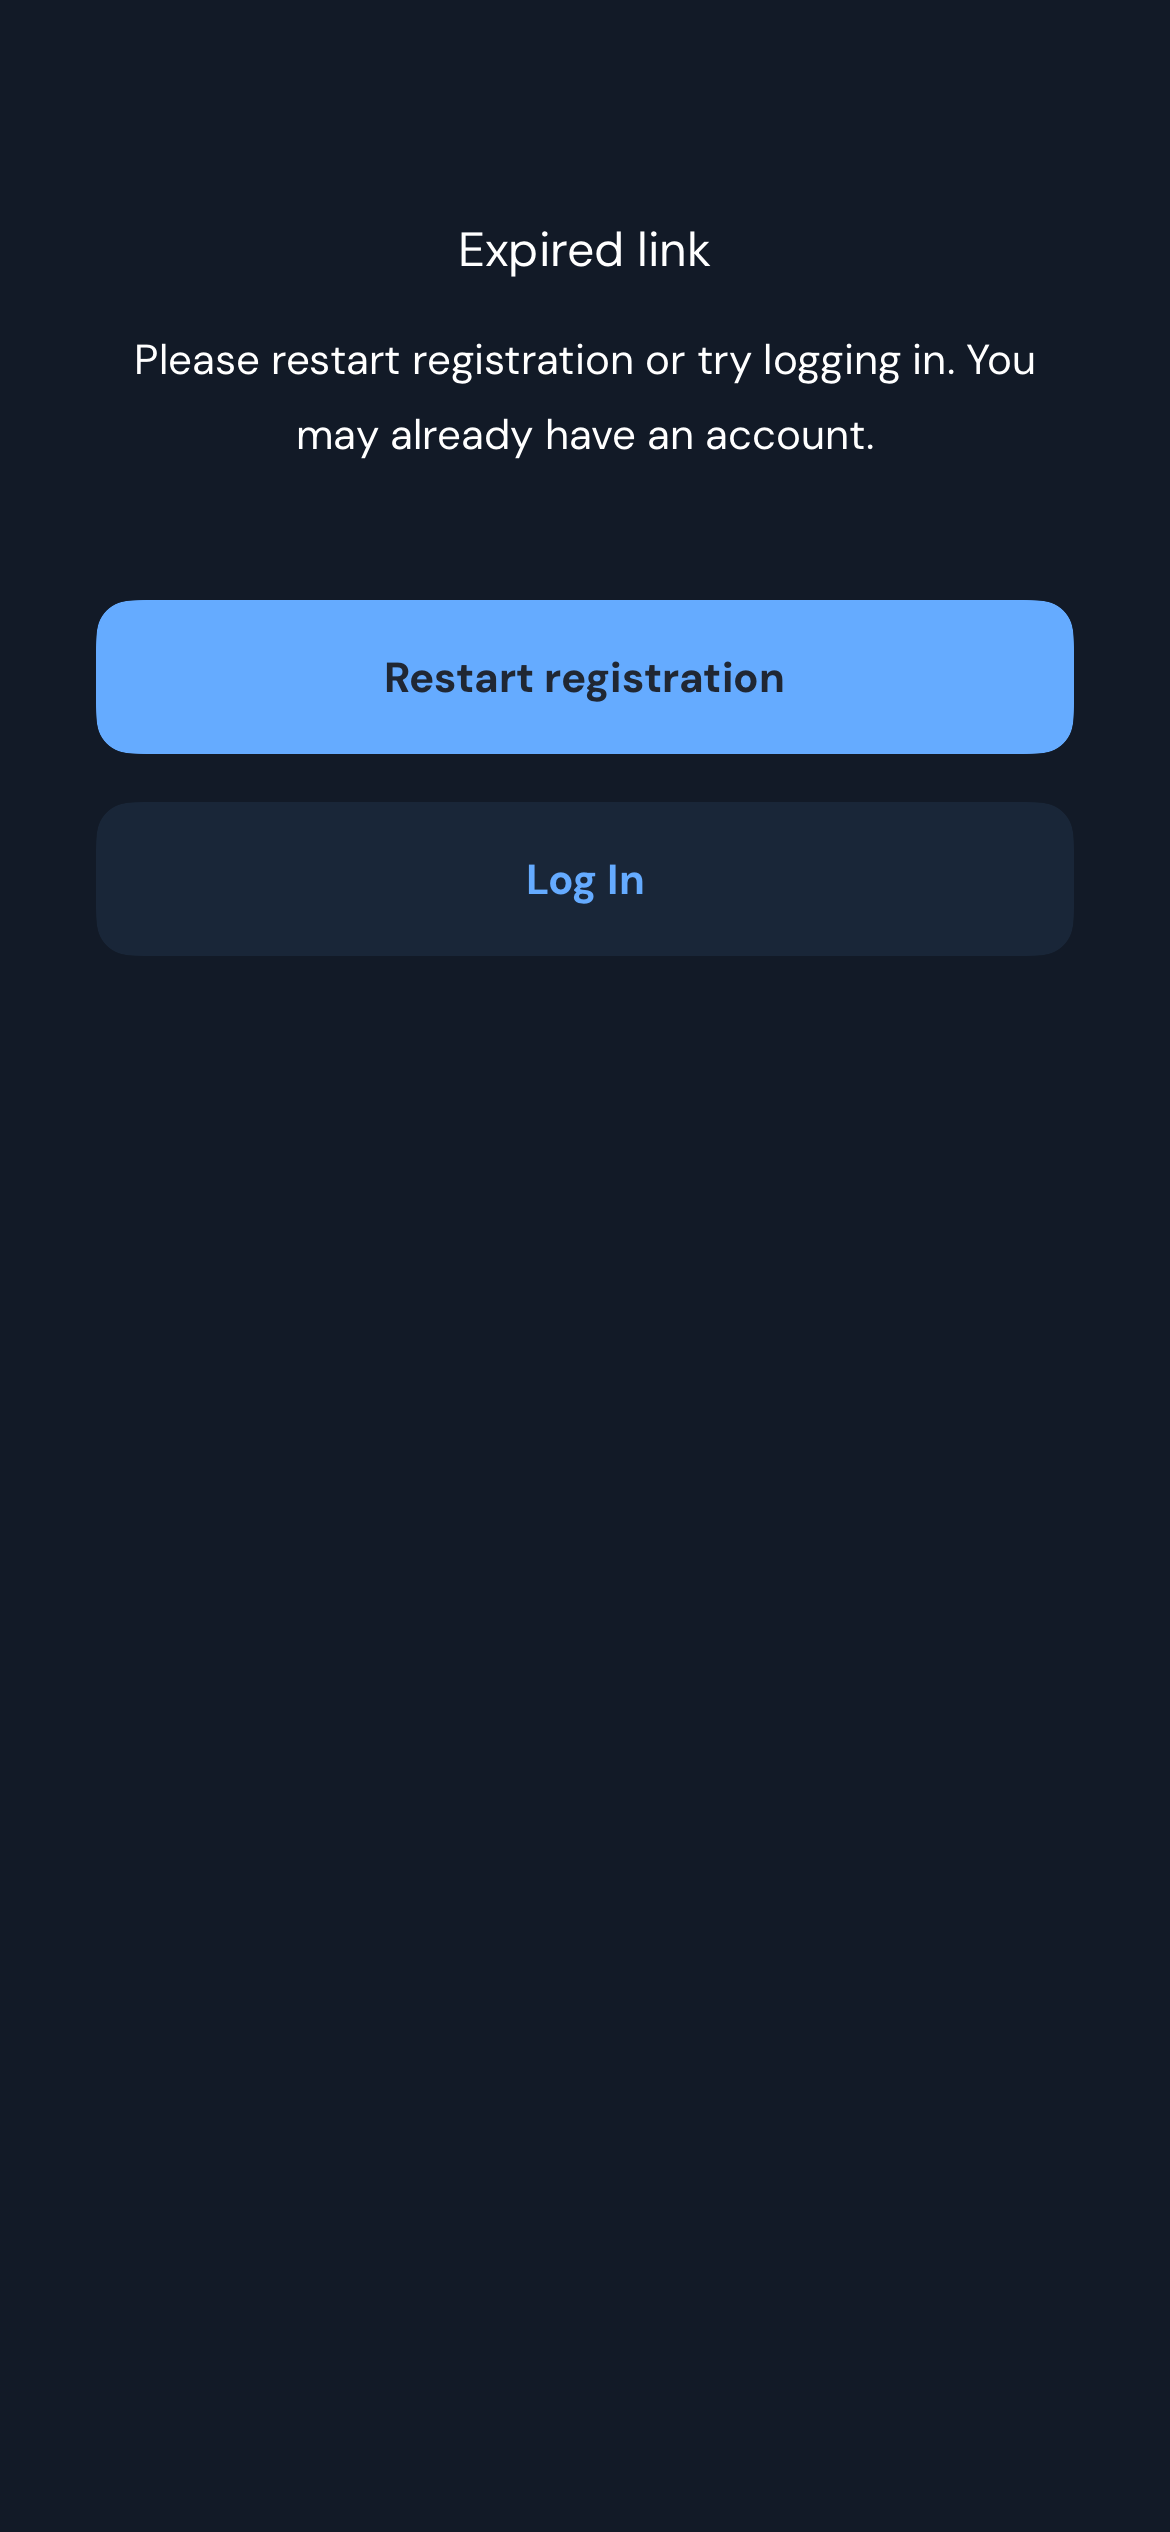 Expired link
Please restart registration or try logging in. You
may already have an account.
Restart registration
Log In